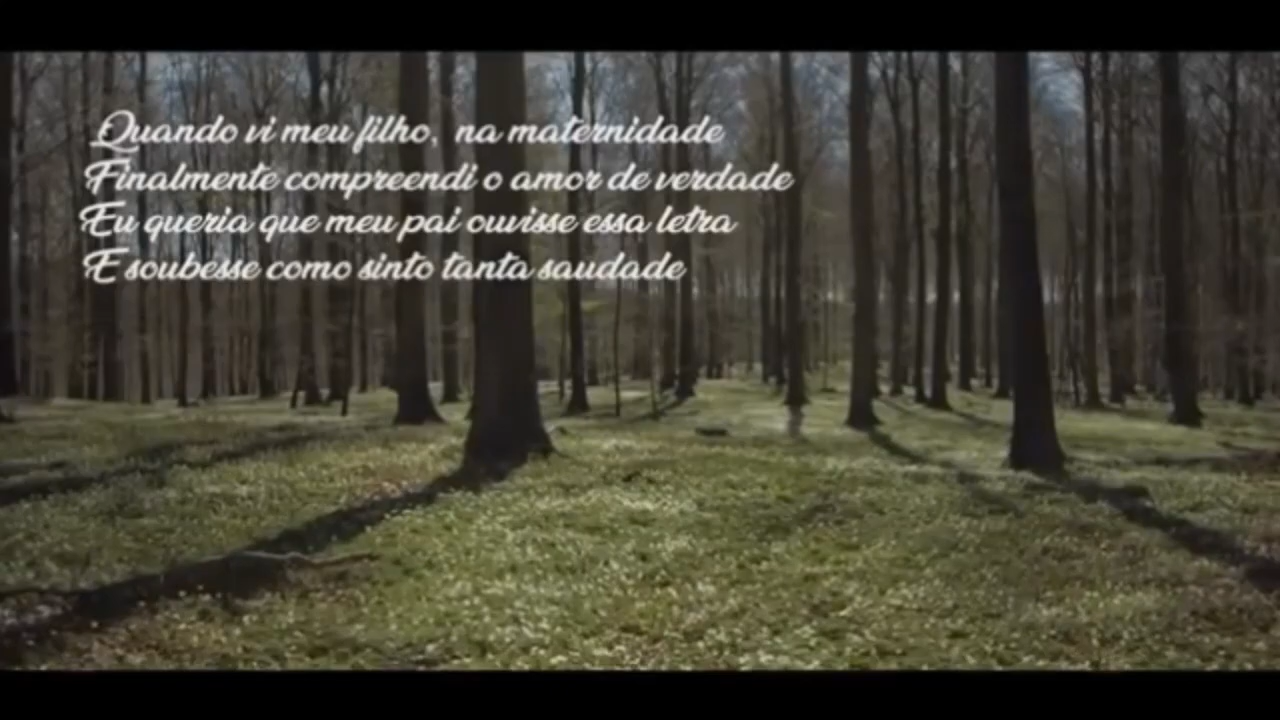 Quando vi meu filho, na maternidade
Finalmente compreendi o amor de verdade
Eu queria que meu pai ouvisse essa letra
E soubesse como sinto tanta saudade